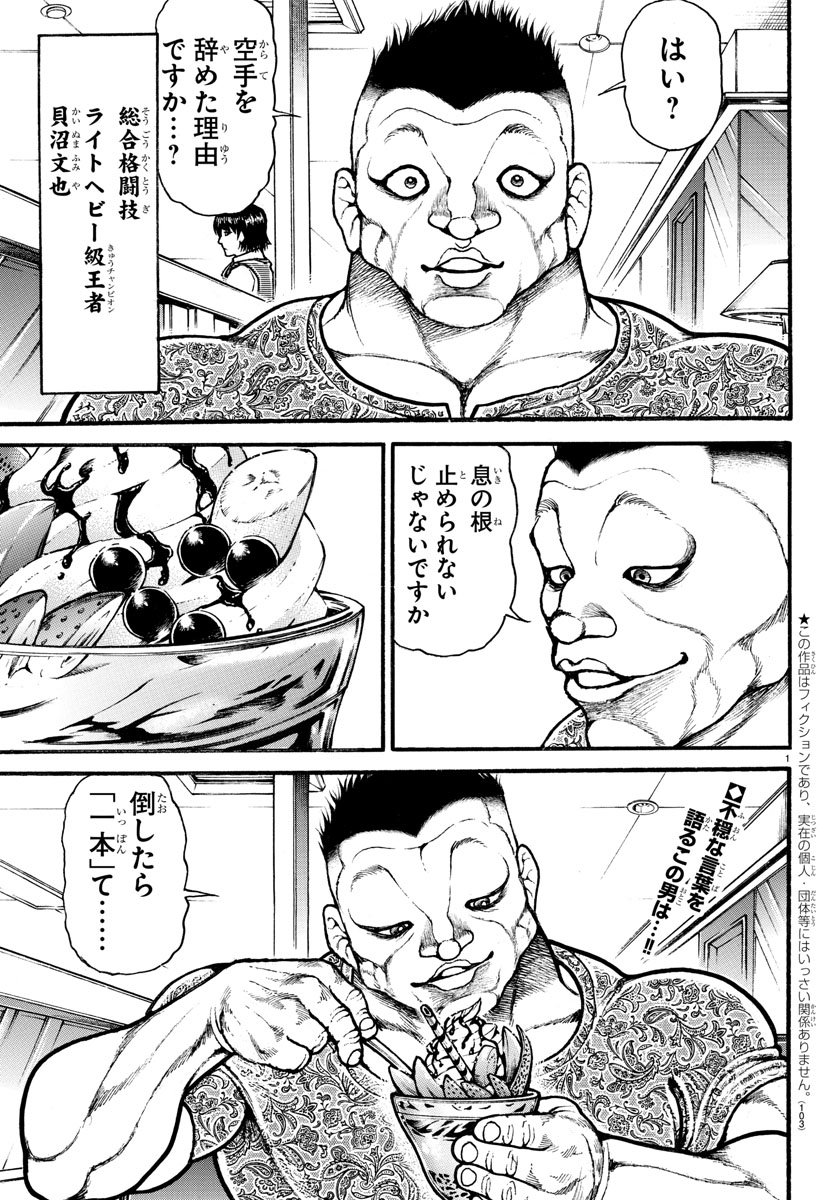 はい?
空手を
辞めた理由
ですか…?
総合格闘技
ライトヘビー級王者
貝沼文也
息の根
止められない
じゃないですか
【不穏な言葉を
語るこの男は…!!
倒したら
「一本」て……
★この作品はフィクションであり、実在の個人・団体等にはいっさい関係ありません。
1
(103)